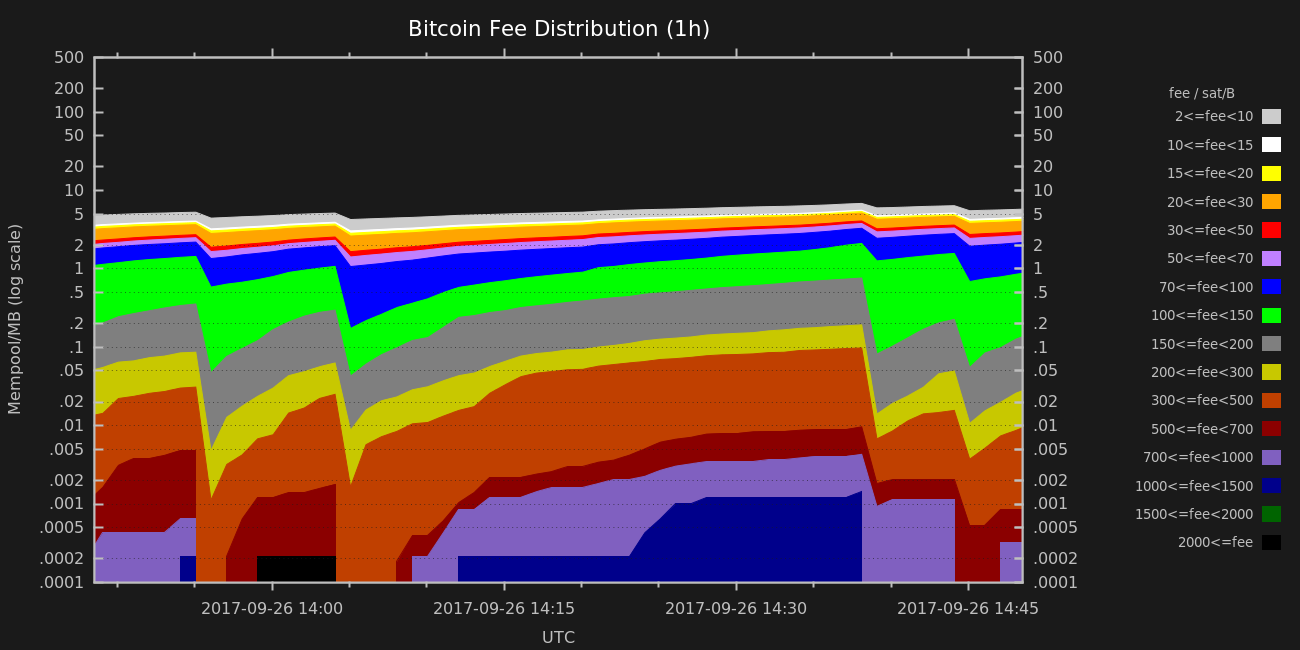 Bitcoin Fee Distribution (1h)
500
200
100
50
20
10
5
2
1
.5
.2
.1
.05
.02
.01
.005
.002
.001
.0005
.0002
.0001
Mempool/MB (log scale)
500
200
100
50
20
10
5
2
1
.5
.2
.1
.05
.02
.01
.005
.002
.001
.0005
.0002
.0001
2017-09-26 14:00
2017-09-26 14:15
2017-09-26 14:30
2017-09-26 14:45
UTC
fee / sat/B
2<=fee<10
10<=fee<15
15<=fee<20
20<=fee<30
30<=fee<50
50<=fee<70
70<=fee<100
100<=fee<150
150<=fee<200
200<=fee<300
300<=fee<500
500<=fee<700
700<=fee<1000
1000<=fee<1500
1500<=fee<2000
2000<=fee